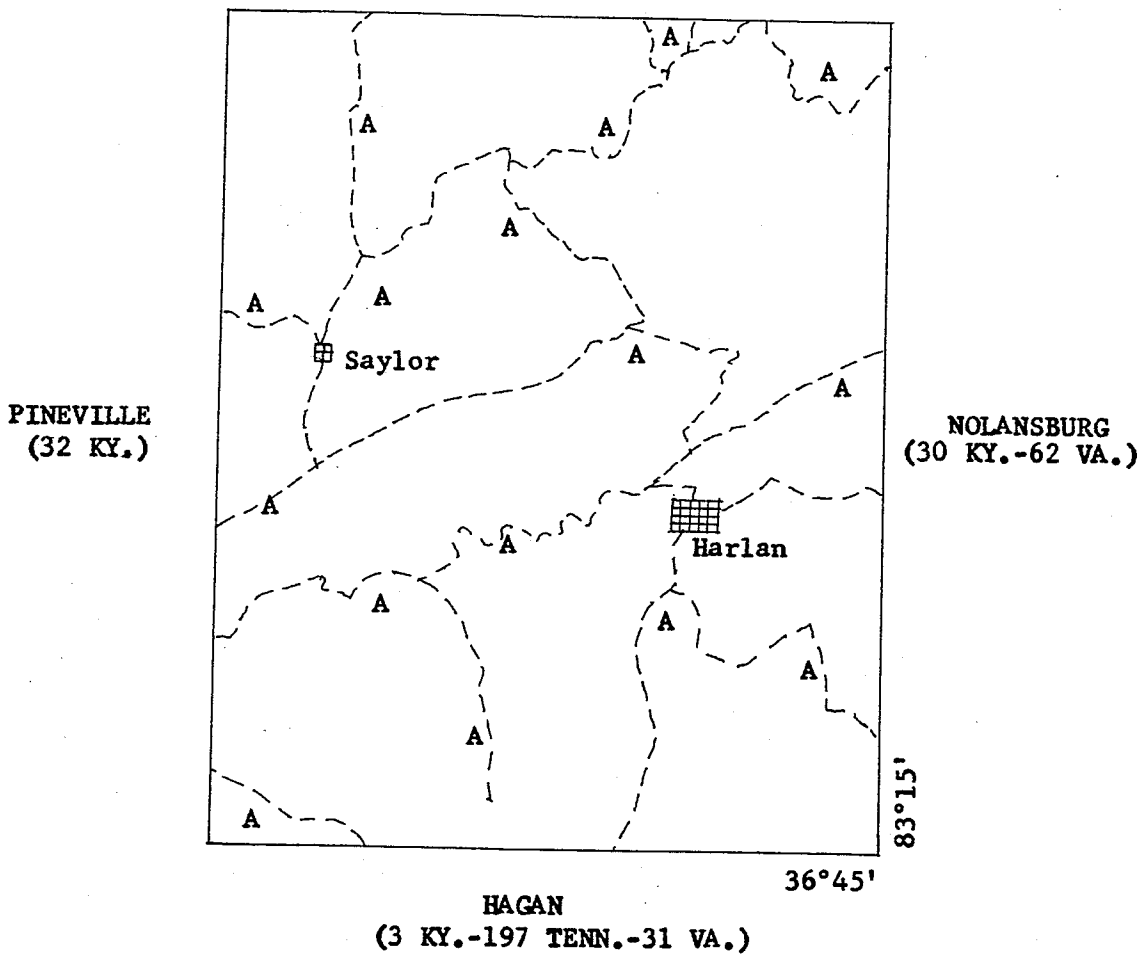 A
A
A
A
A
A
A
Saylor
A
A
PINEVILLE
(32 KY.)
NOLANSBURG
(30 KY.-62 VA.)
A
A
Harlan
A
A
A
A
A
83°15'
36°45'
HAGAN
(3 KY.-197 TENN.-31 VA.)